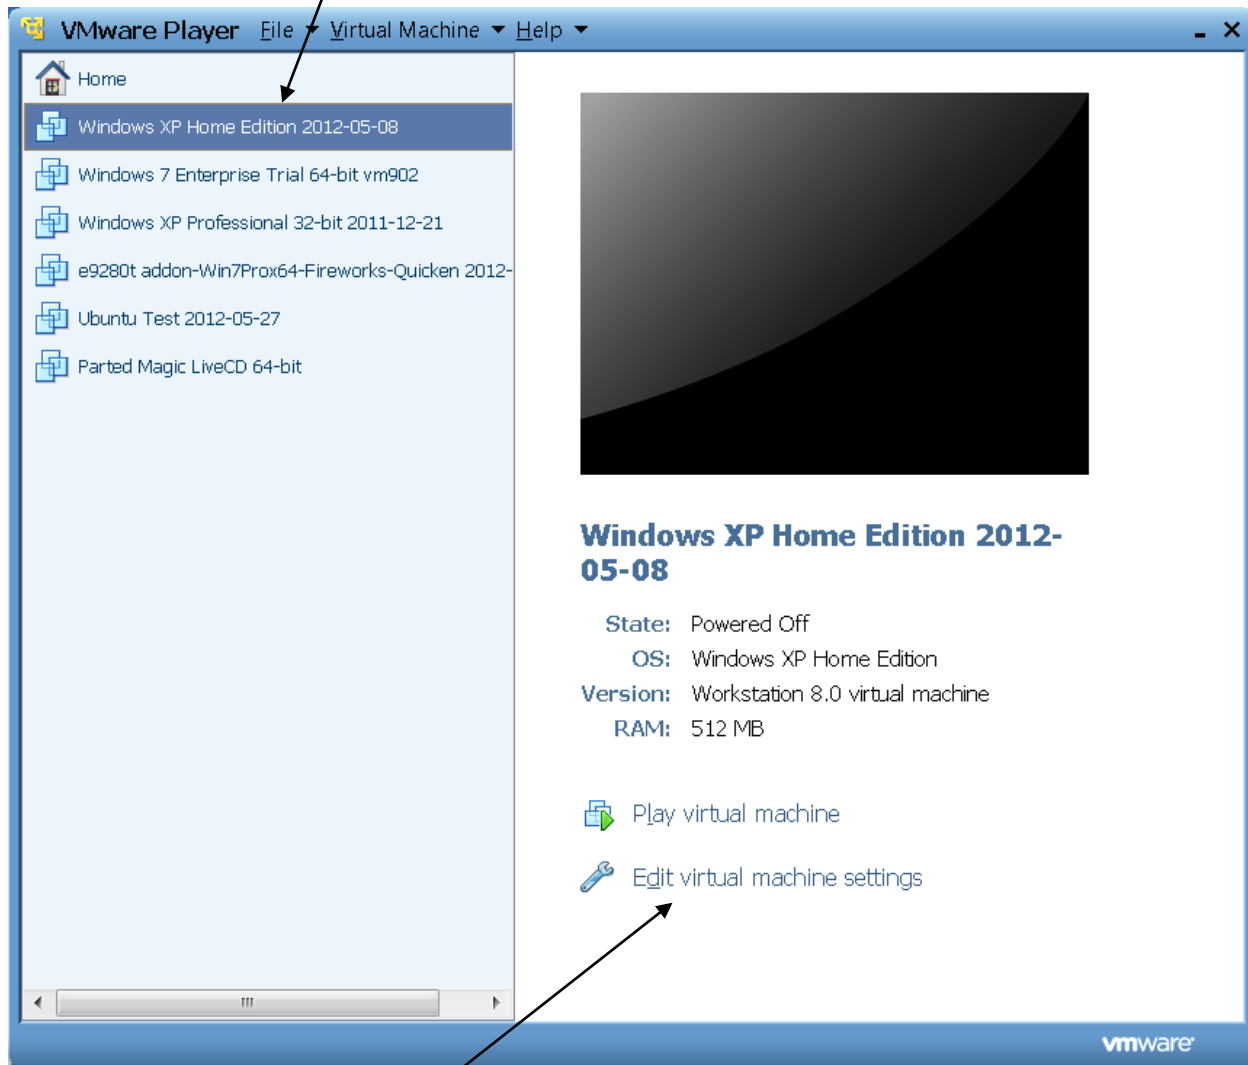 VMware Player File Virtual Machine Help
Home
Windows XP Home Edition 2012-05-08
Windows 7 Enterprise Trial 64-bit vm902
Windows XP Professional 32-bit 2011-12-21
e9280t addon-Win7Prox64-Fireworks-Quicken 2012-
Ubuntu Test 2012-05-27
Parted Magic LiveCD 64-bit
Windows XP Home Edition 2012-
05-08
State: Powered Off
OS: Windows XP Home Edition
Version: Workstation 8.0 virtual machine
RAM: 512 MB
Play virtual machine
Edit virtual machine settings
vmware